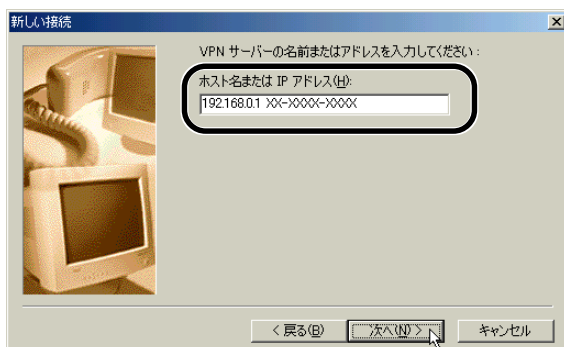 新しい接続
VPN サーバーの名前またはアドレスを入力してください :
ホスト名または IP アドレス(H):
192.168.0.1 XX-XXXX-XXXX
< 戻る(B)
次へ(N) >
キャンセル